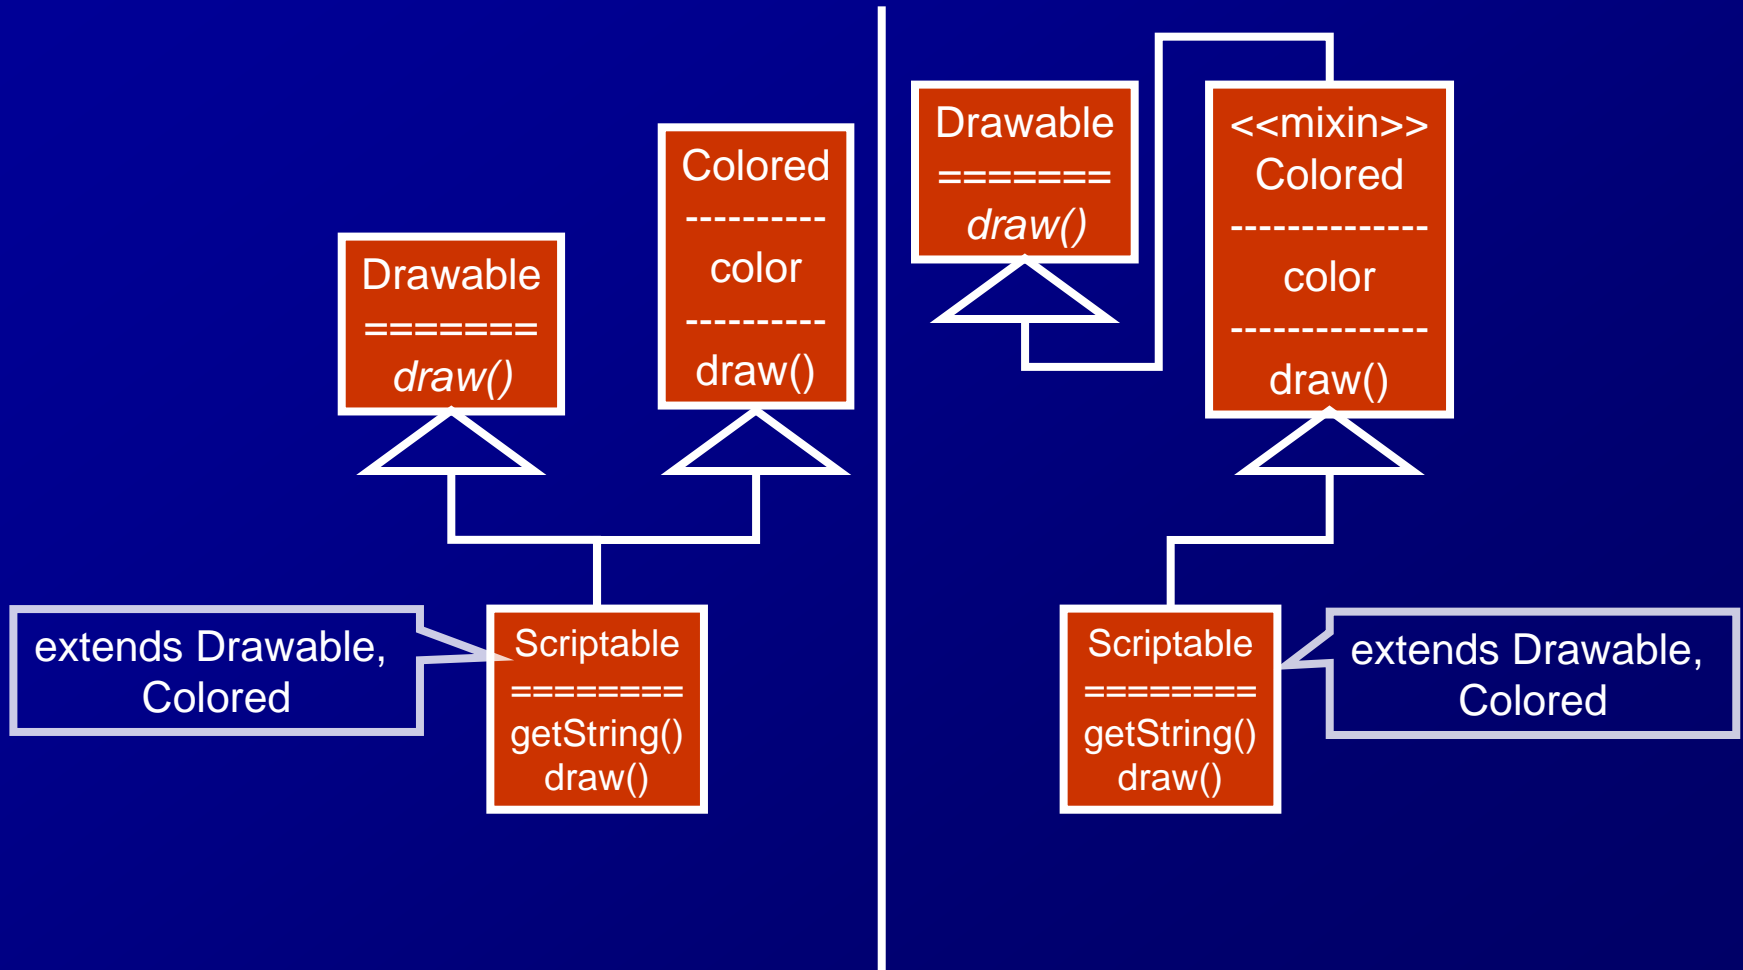 Drawable
=======
draw()
Colored
----------
color
----------
draw()
extends Drawable,
Colored
Scriptable
========
getString()
draw()
Drawable
=======
draw()
<<mixin>>
Colored
--------------
color
--------------
draw()
Scriptable
========
getString()
draw()
extends Drawable,
Colored